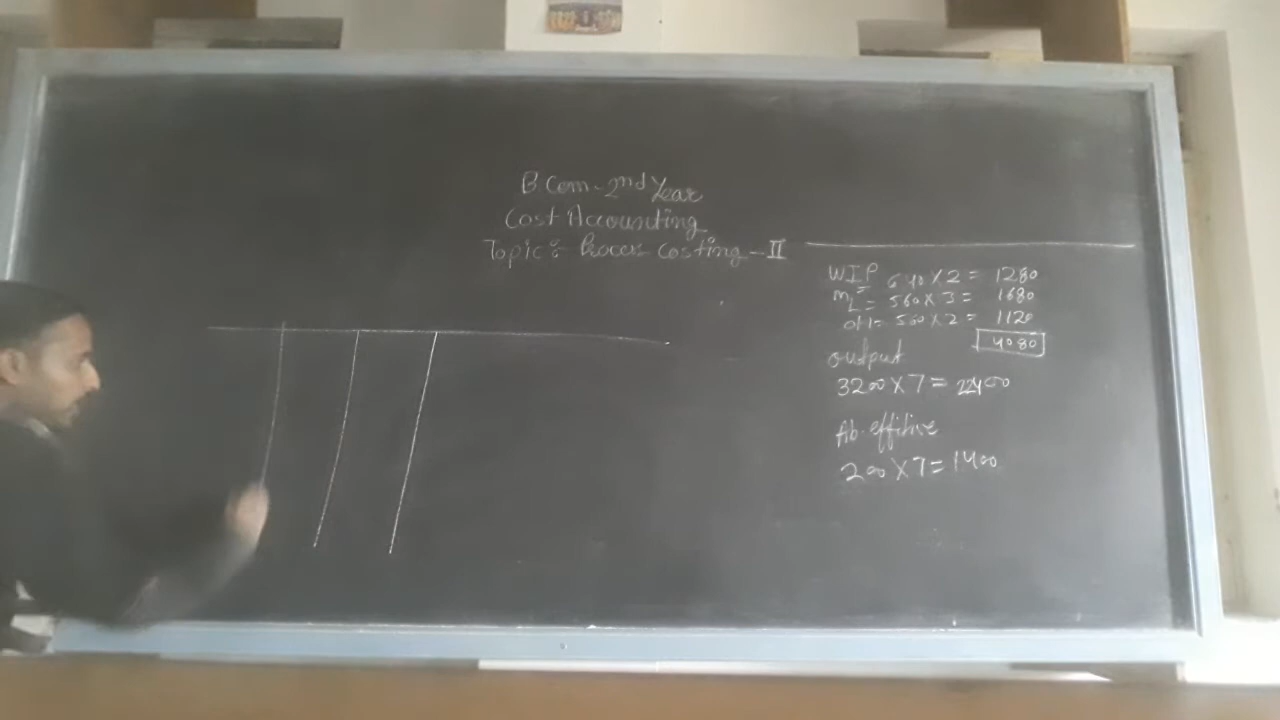 B.Com-2nd Year
Cost Accounting
Topic: Process Costing-II
W.I.P
640 X 2 = 1280
ML = 560 X 3 = 1680
OH = 560 X 2 = 1120
4080
output
3200 X 7 = 22400
Ab. effitive
200 X 7 = 1400